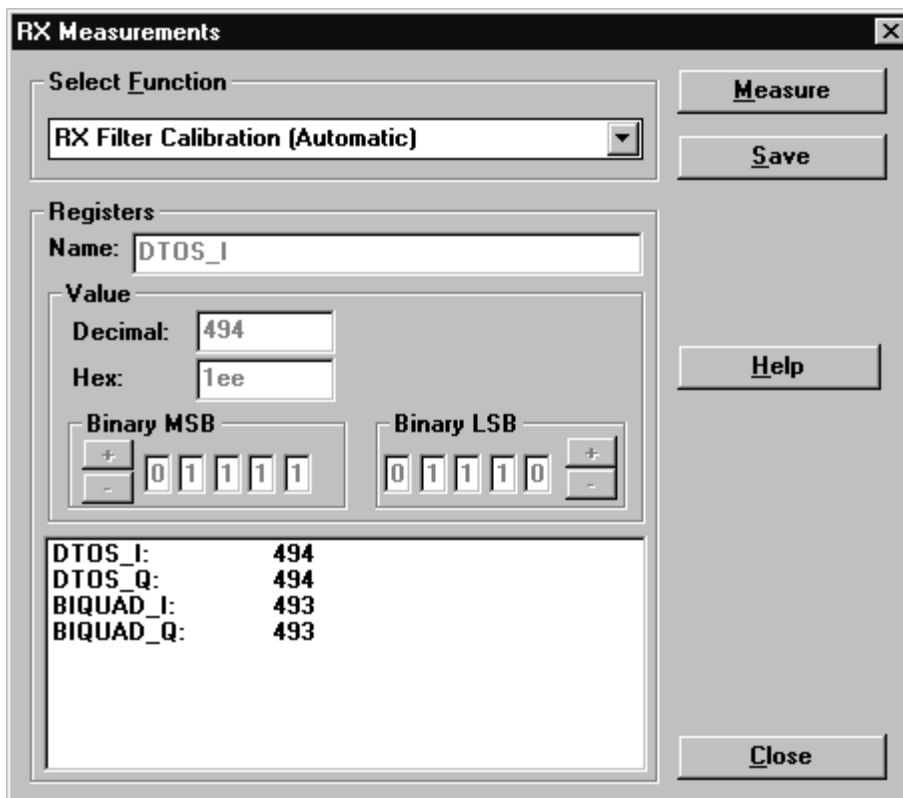 RX Measurements
Select Function
Measure
RX Filter Calibration (Automatic)
Save
Registers
Name: DTOS_I
Value
Decimal: 494
Hex: 1ee
Help
Binary MSB
Binary LSB
+ 0 1 1 1 1
-
0 1 1 1 0 +
-
DTOS_I: 494
DTOS_Q: 494
BIQUAD_I: 493
BIQUAD_Q: 493
Close